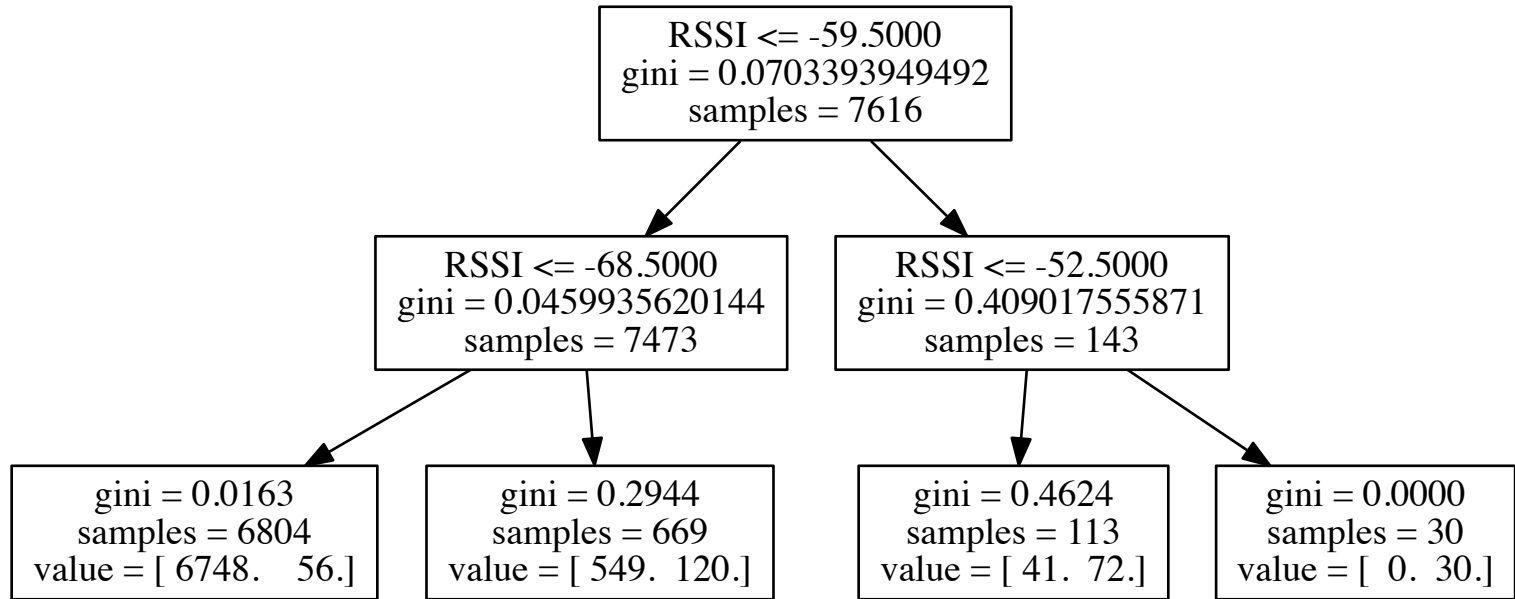 RSSI <= -59.5000
gini = 0.0703393949492
samples = 7616
RSSI <= -68.5000
gini = 0.0459935620144
samples = 7473
RSSI <= -52.5000
gini = 0.409017555871
samples = 143
gini = 0.0163
samples = 6804
value = [ 6748.    56.]
gini = 0.2944
samples = 669
value = [ 549.  120.]
gini = 0.4624
samples = 113
value = [ 41.  72.]
gini = 0.0000
samples = 30
value = [  0.  30.]